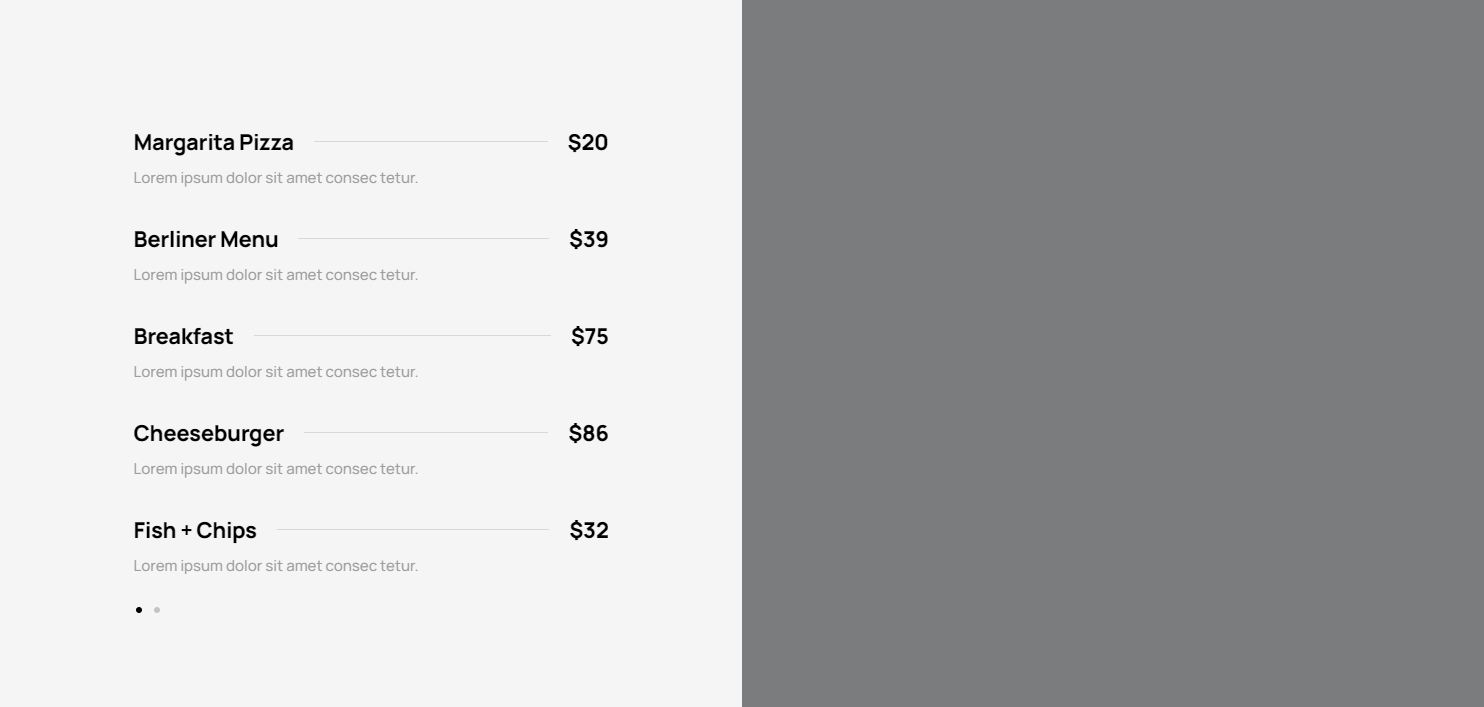 Margarita Pizza $20
Lorem ipsum dolor sit amet consec tetur.
Berliner Menu $39
Lorem ipsum dolor sit amet consec tetur.
Breakfast $75
Lorem ipsum dolor sit amet consec tetur.
Cheeseburger $86
Lorem ipsum dolor sit amet consec tetur.
Fish + Chips $32
Lorem ipsum dolor sit amet consec tetur.